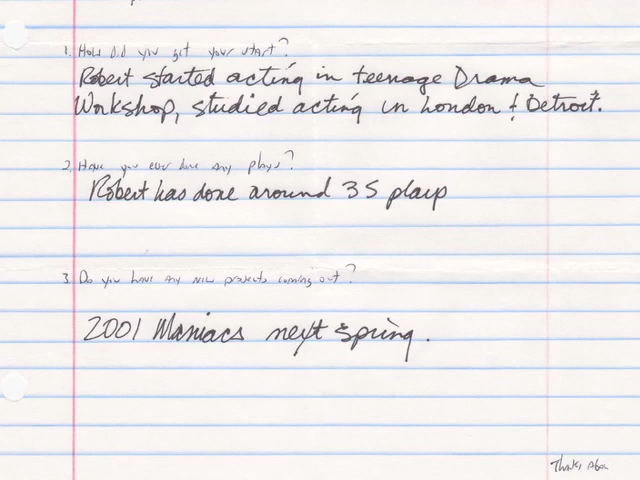 1. How did you get your start?
Robert started acting in teenage Drama
Workshop, studied acting in London & Detroit.
2. Have you ever done any plays?
Robert has done around 35 plays
3. Do you have any new projects coming out?
2001 Maniacs next spring.
Thanks